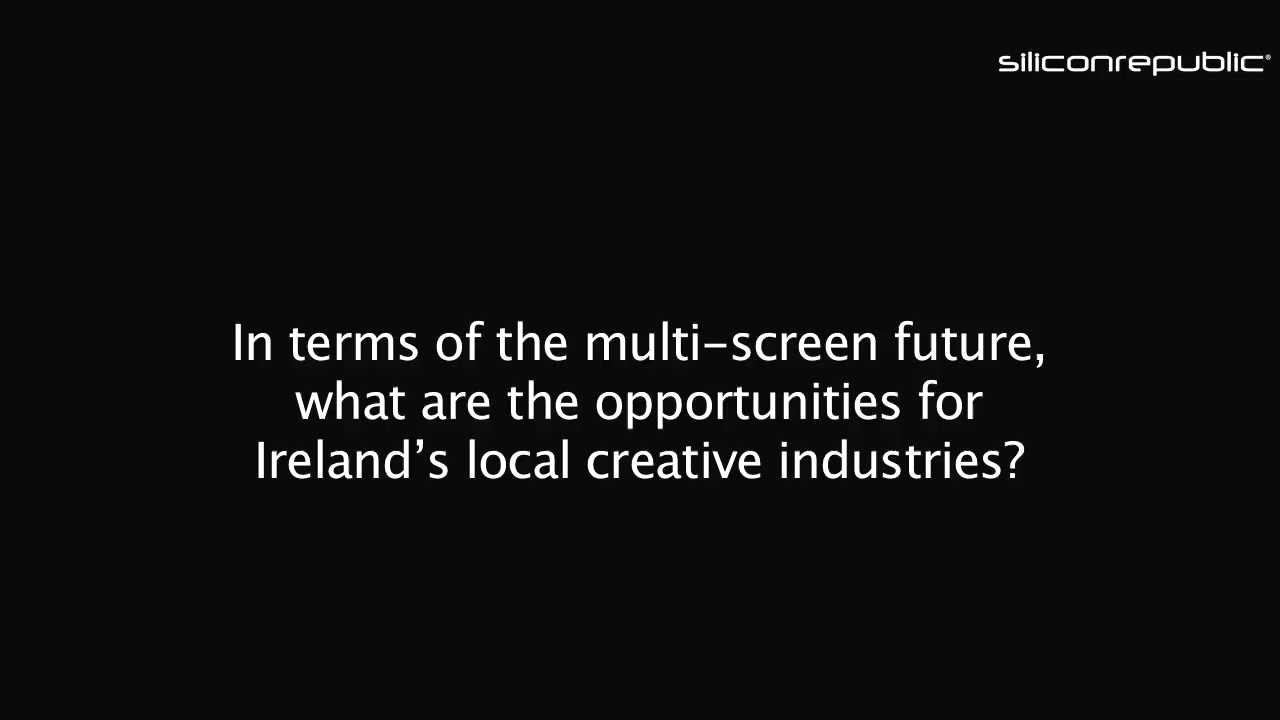 siliconrepublic®
In terms of the multi-screen future,
what are the opportunities for
Ireland’s local creative industries?